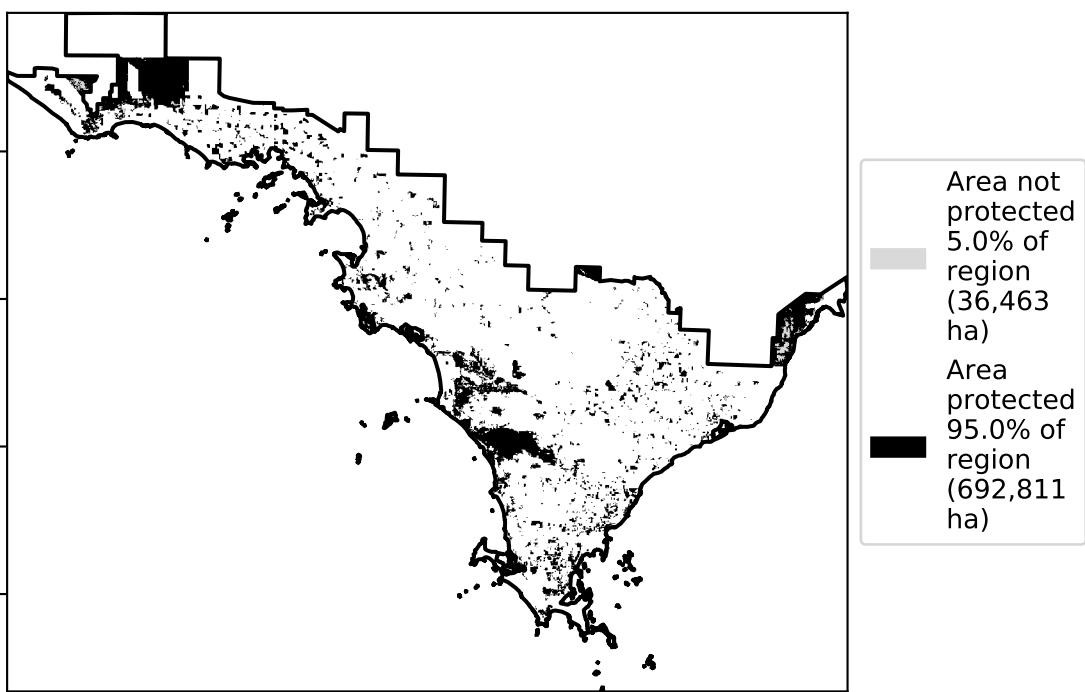 Area not
protected
5.0% of
region
(36,463
ha)
Area
protected
95.0% of
region
(692,811
ha)